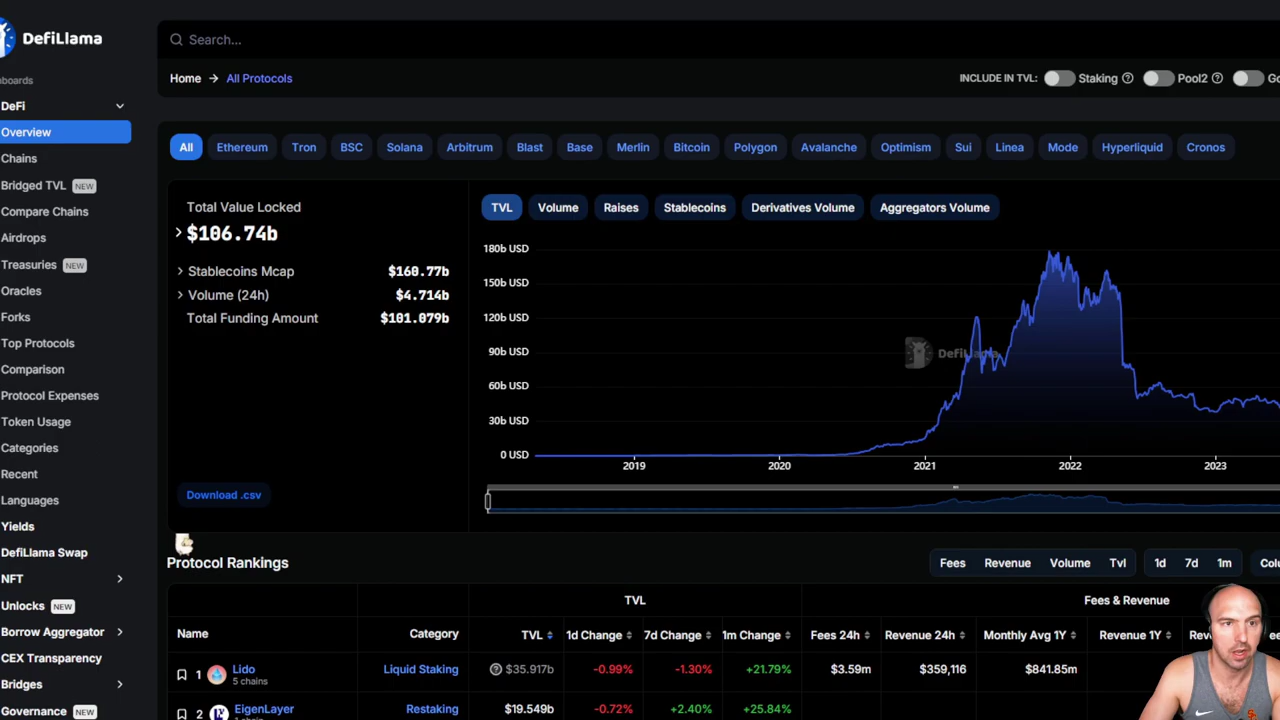 DefiLlama
Search...
boards
DeFi
Overview
Chains
Bridged TVL NEW
Compare Chains
Airdrops
Treasuries NEW
Oracles
Forks
Top Protocols
Comparison
Protocol Expenses
Token Usage
Categories
Recent
Languages
Yields
DefiLlama Swap
NFT
Unlocks NEW
Borrow Aggregator
CEX Transparency
Bridges
Governance NEW
Home → All Protocols
INCLUDE IN TVL: Staking Pool2 Go
All Ethereum Tron BSC Solana Arbitrum Blast Base Merlin Bitcoin Polygon Avalanche Optimism Sui Linea Mode Hyperliquid Cronos
Total Value Locked
$106.74b
Stablecoins Mcap $160.77b
Volume (24h) $4.714b
Total Funding Amount $101.079b
Download .csv
TVL Volume Raises Stablecoins Derivatives Volume Aggregators Volume
180b USD
150b USD
120b USD
90b USD
60b USD
30b USD
0 USD
DefiLlama
2019 2020 2021 2022 2023
Protocol Rankings
Fees Revenue Volume Tvl 1d 7d 1m Colu
TVL Fees & Revenue
Name Category TVL 1d Change 7d Change 1m Change Fees 24h Revenue 24h Monthly Avg 1Y Revenue 1Y Rev
1 Lido Liquid Staking $35.917b -0.99% -1.30% +21.79% $3.59m $359,116 $841.85m
5 chains
2 EigenLayer Restaking $19.549b -0.72% +2.40% +25.84%